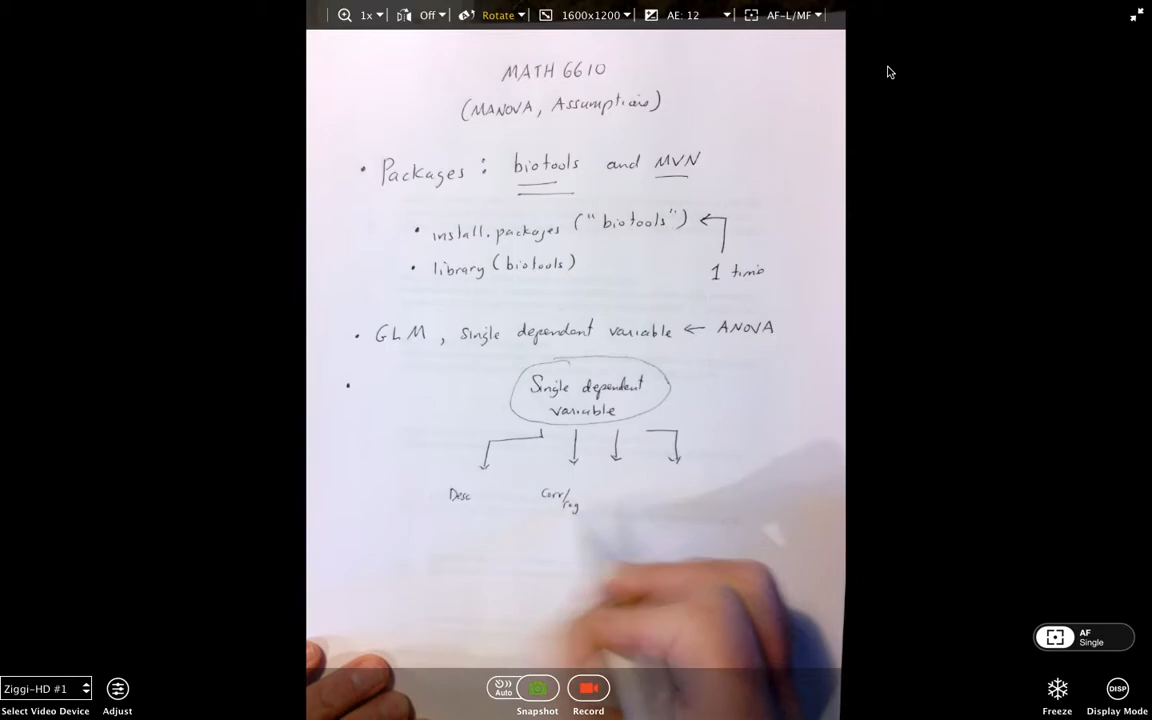 1x Off Rotate 1600x1200 AE: 12 AF-L/MF
MATH 6610
(MANOVA, Assumptions)
• Packages: biotools and MVN
• install.packages ("biotools") ←
• library (biotools)
1 time
• GLM, single dependent variable ← ANOVA
•
Single dependent
variable
Desc Corr/
reg
AF
Single
Ziggi-HD #1
Auto
Select Video Device Adjust Snapshot Record Freeze Display Mode
DISP